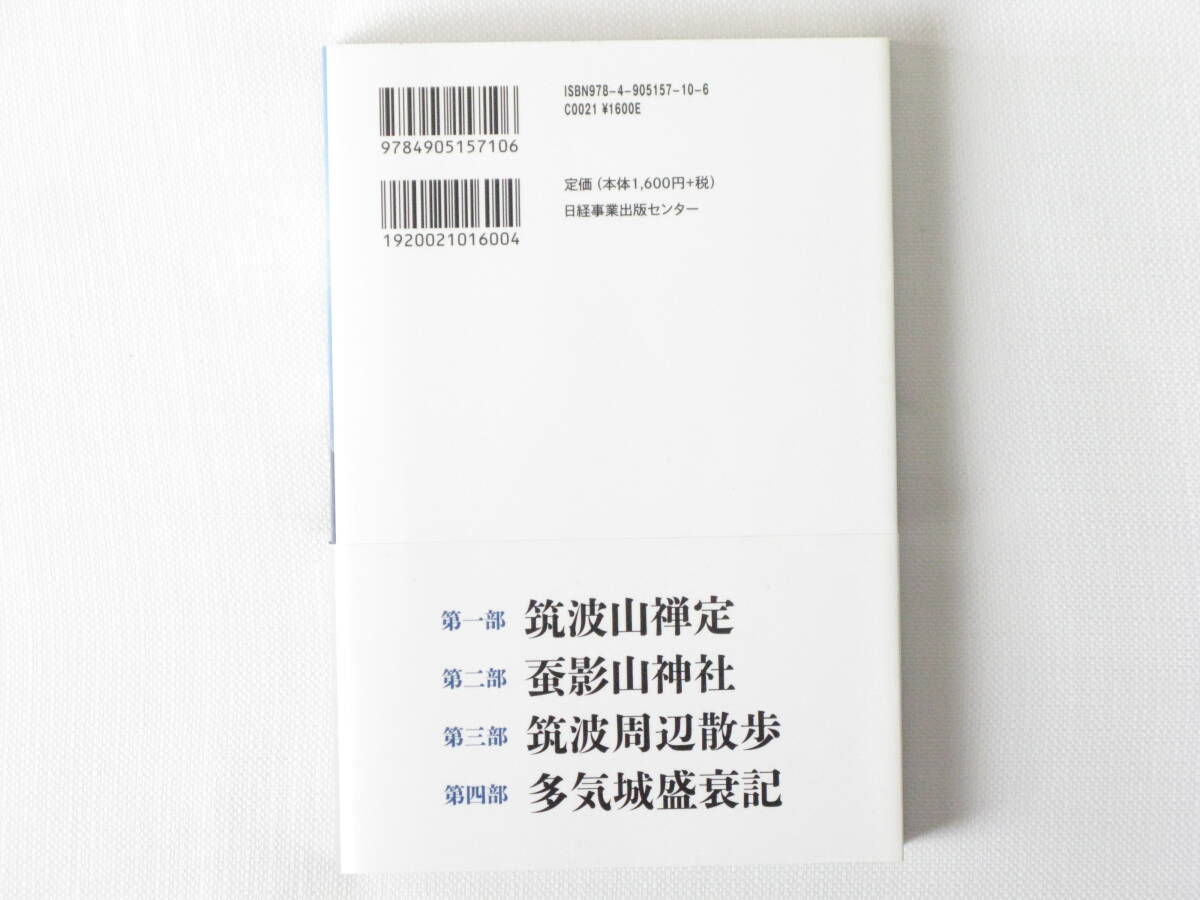 ISBN978-4-905157-10-6
C0021 ¥1600E
9784905157106
定価(本体1,600円+税)
日経事業出版センター
1920021016004
第一部 筑波山禅定
第二部 蚕影山神社
第三部 筑波周辺散歩
第四部 多気城盛衰記